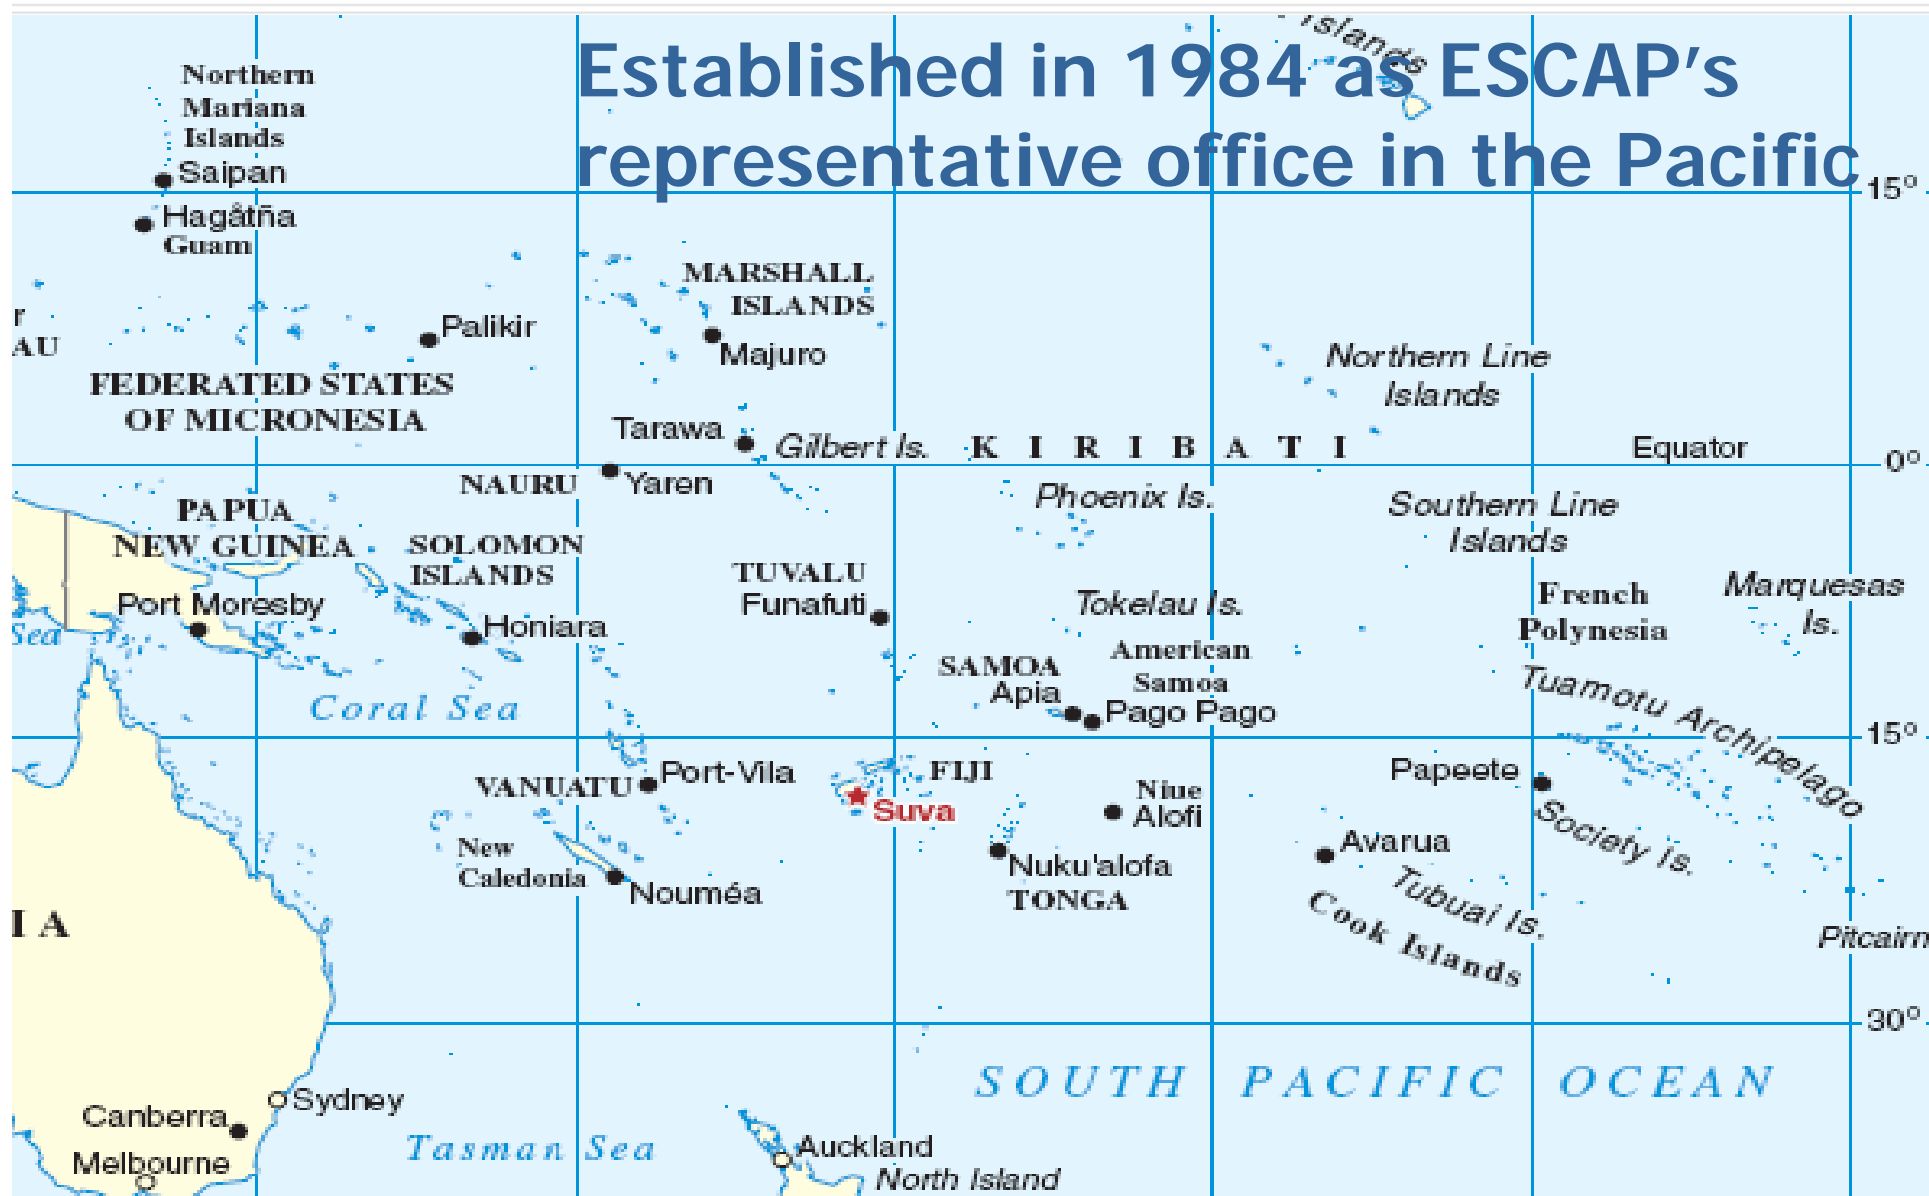 Islands
Established in 1984 as ESCAP's
representative office in the Pacific
Northern
Mariana
Islands
Saipan
15°
Hagåtña
Guam
MARSHALL
ISLANDS
r
AU
Palikir
Majuro
FEDERATED STATES
OF MICRONESIA
Northern Line
Islands
Tarawa
Gilbert Is.
K I R I B A T I
Equator
0°
NAURU
Yaren
Phoenix Is.
Southern Line
Islands
PAPUA
NEW GUINEA
SOLOMON
ISLANDS
Port Moresby
Sea
Honiara
TUVALU
Funafuti
Tokelau Is.
French
Polynesia
Marquesas
Is.
SAMOA
Apia
American
Samoa
Pago Pago
Coral Sea
Tuamotu Archipelago
15°
VANUATU
Port-Vila
FIJI
Suva
Niue
Alofi
Papeete
Society Is.
New
Caledonia
Nouméa
Nuku'alofa
TONGA
Avarua
Tubuai Is.
Cook Islands
Pitcairn
I A
30°
SOUTH PACIFIC OCEAN
Canberra
Sydney
Melbourne
Tasman Sea
Auckland
North Island